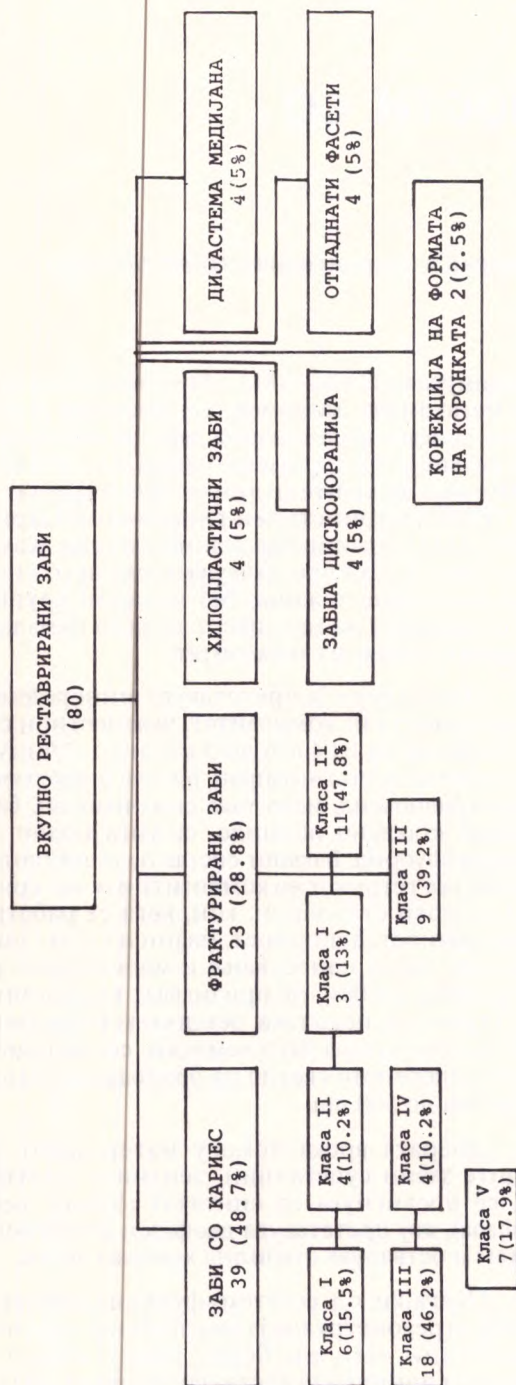 ВКУПНО РЕСТАВРИРАНИ ЗАБИ
(80)
ЗАБИ СО КАРИЕС
39 (48.7%)
ФРАКТУРИРАНИ ЗАБИ
23 (28.8%)
ХИПОПЛАСТИЧНИ ЗАБИ
4 (5%)
ДИЈАСТЕМА МЕДИЈАНА
4(5%)
Класа I
6(15.5%)
Класа II
4(10.2%)
Класа III
18 (46.2%)
Класа IV
4(10.2%)
Класа V
7(17.9%)
Класа I
3 (13%)
Класа II
11(47.8%)
Класа III
9 (39.2%)
ЗАБНА ДИСКОЛОРАЦИЈА
4(5%)
ОТПАДНАТИ ФАСЕТИ
4 (5%)
КОРЕКЦИЈА НА ФОРМАТА
НА КОРОНКАТА 2(2.5%)